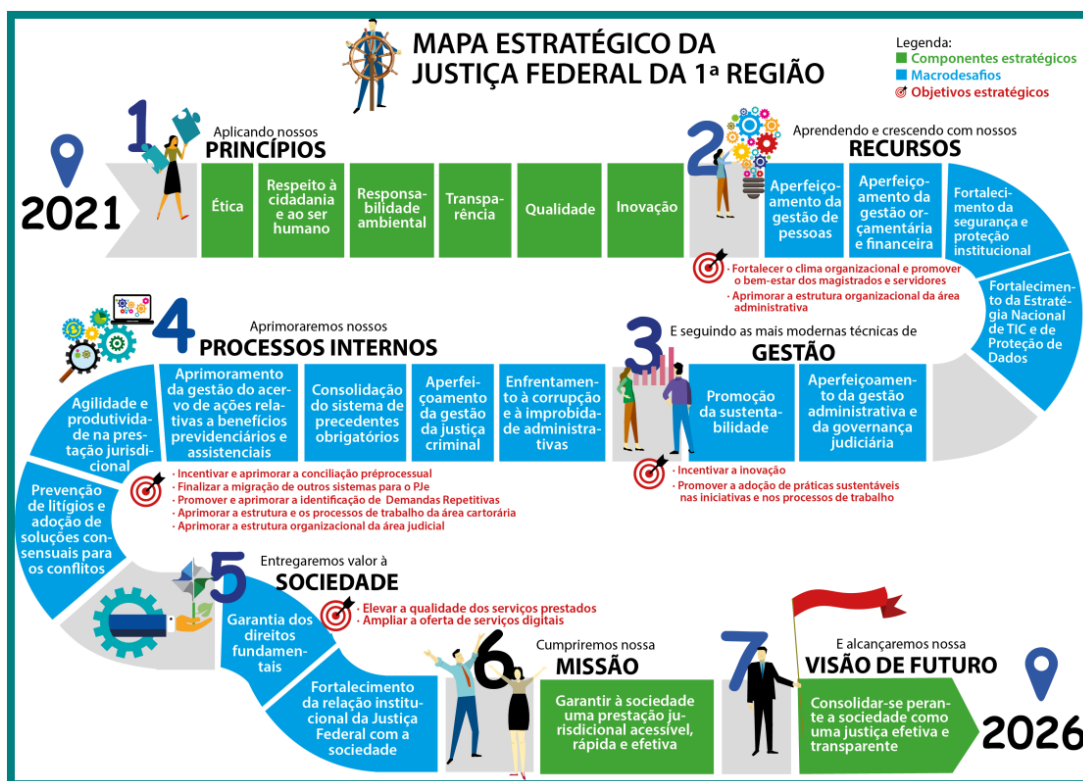 MAPA ESTRATÉGICO DA
JUSTIÇA FEDERAL DA 1ª REGIÃO
Legenda:
Componentes estratégicos
Macrodesafios
Objetivos estratégicos
2021
1
Aplicando nossos
PRINCÍPIOS
Ética
Respeito à
cidadania
e ao ser
humano
Responsa-
bilidade
ambiental
Transpa-
rência
Qualidade
Inovação
2
Aprendendo e crescendo com nossos
RECURSOS
Aperfeiço-
amento da
gestão de
pessoas
Aperfeiço-
amento da
gestão or-
çamentária
e financeira
Fortaleci-
mento da
segurança e
proteção
institucional
Fortalecimen-
to da Estraté-
gia Nacional
de TIC e de
Proteção de
Dados
· Fortalecer o clima organizacional e promover
o bem-estar dos magistrados e servidores
· Aprimorar a estrutura organizacional da área
administrativa
3
E seguindo as mais modernas técnicas de
GESTÃO
Promoção
da sustenta-
bilidade
Aperfeiçoamen-
to da gestão
administrativa e
da governança
judiciária
· Incentivar a inovação
· Promover a adoção de práticas sustentáveis
nas iniciativas e nos processos de trabalho
4
Aprimoraremos nossos
PROCESSOS INTERNOS
Enfrentamen-
to à corrupção
e à improbida-
de administra-
tivas
Aperfei-
çoamento
da gestão
da justiça
criminal
Consolidação
do sistema de
precedentes
obrigatórios
Aprimoramento
da gestão do acer-
vo de ações rela-
tivas a benefícios
previdenciários e
assistenciais
Agilidade e
produtivida-
de na pres-
tação jurisdi-
cional
Prevenção
de litígios e
adoção de
soluções con-
sensuais para
os conflitos
· Incentivar e aprimorar a conciliação préprocessual
· Finalizar a migração de outros sistemas para o PJe
· Promover e aprimorar a identificação de Demandas Repetitivas
· Aprimorar a estrutura e os processos de trabalho da área cartorária
· Aprimorar a estrutura organizacional da área judicial
5
Entregaremos valor à
SOCIEDADE
Garantia dos
direitos
fundamen-
tais
Fortalecimento
da relação institu-
cional da Justiça
Federal com a
sociedade
· Elevar a qualidade dos serviços prestados
· Ampliar a oferta de serviços digitais
6
Cumpriremos nossa
MISSÃO
Garantir à sociedade
uma prestação ju-
risdicional acessível,
rápida e efetiva
7
E alcançaremos nossa
VISÃO DE FUTURO
Consolidar-se peran-
te a sociedade como
uma justiça efetiva e
transparente
2026